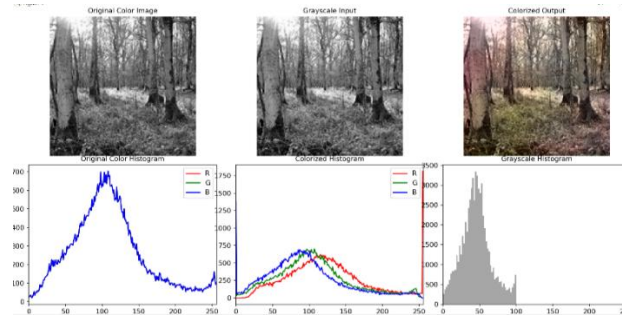 Original Color Image
Grayscale Input
Colorized Output
Original Color Histogram
Colorized Histogram
Grayscale Histogram
700
600
500
400
300
200
100
0
0 50 100 150 200 250
R
G
B
1750
1500
1250
1000
750
500
250
0
0 50 100 150 200 250
R
G
B
3500
3000
2500
2000
1500
1000
500
0
0 50 100 150 200